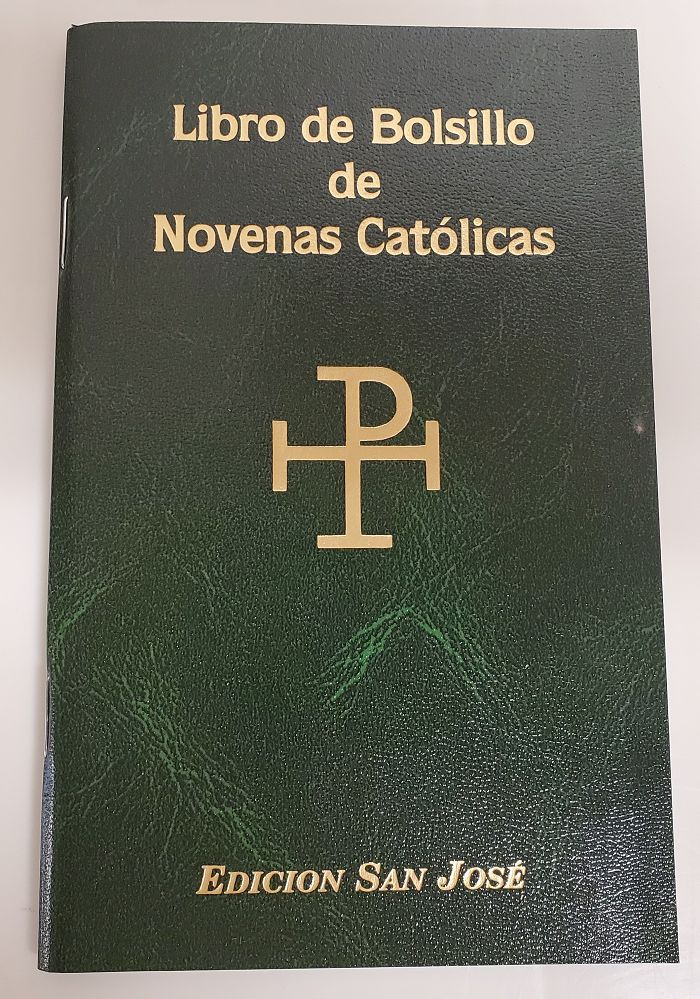 Libro de Bolsillo
de
Novenas Católicas
EDICION SAN JOSÉ